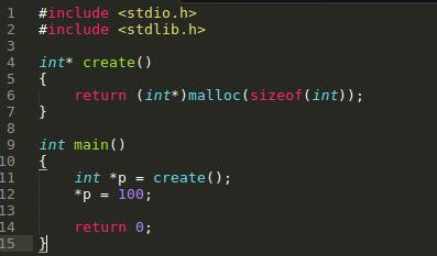 1 #include <stdio.h>
2 #include <stdlib.h>
3
4 int* create()
5 {
6     return (int*)malloc(sizeof(int));
7 }
8
9 int main()
10 {
11     int *p = create();
12     *p = 100;
13
14     return 0;
15 }